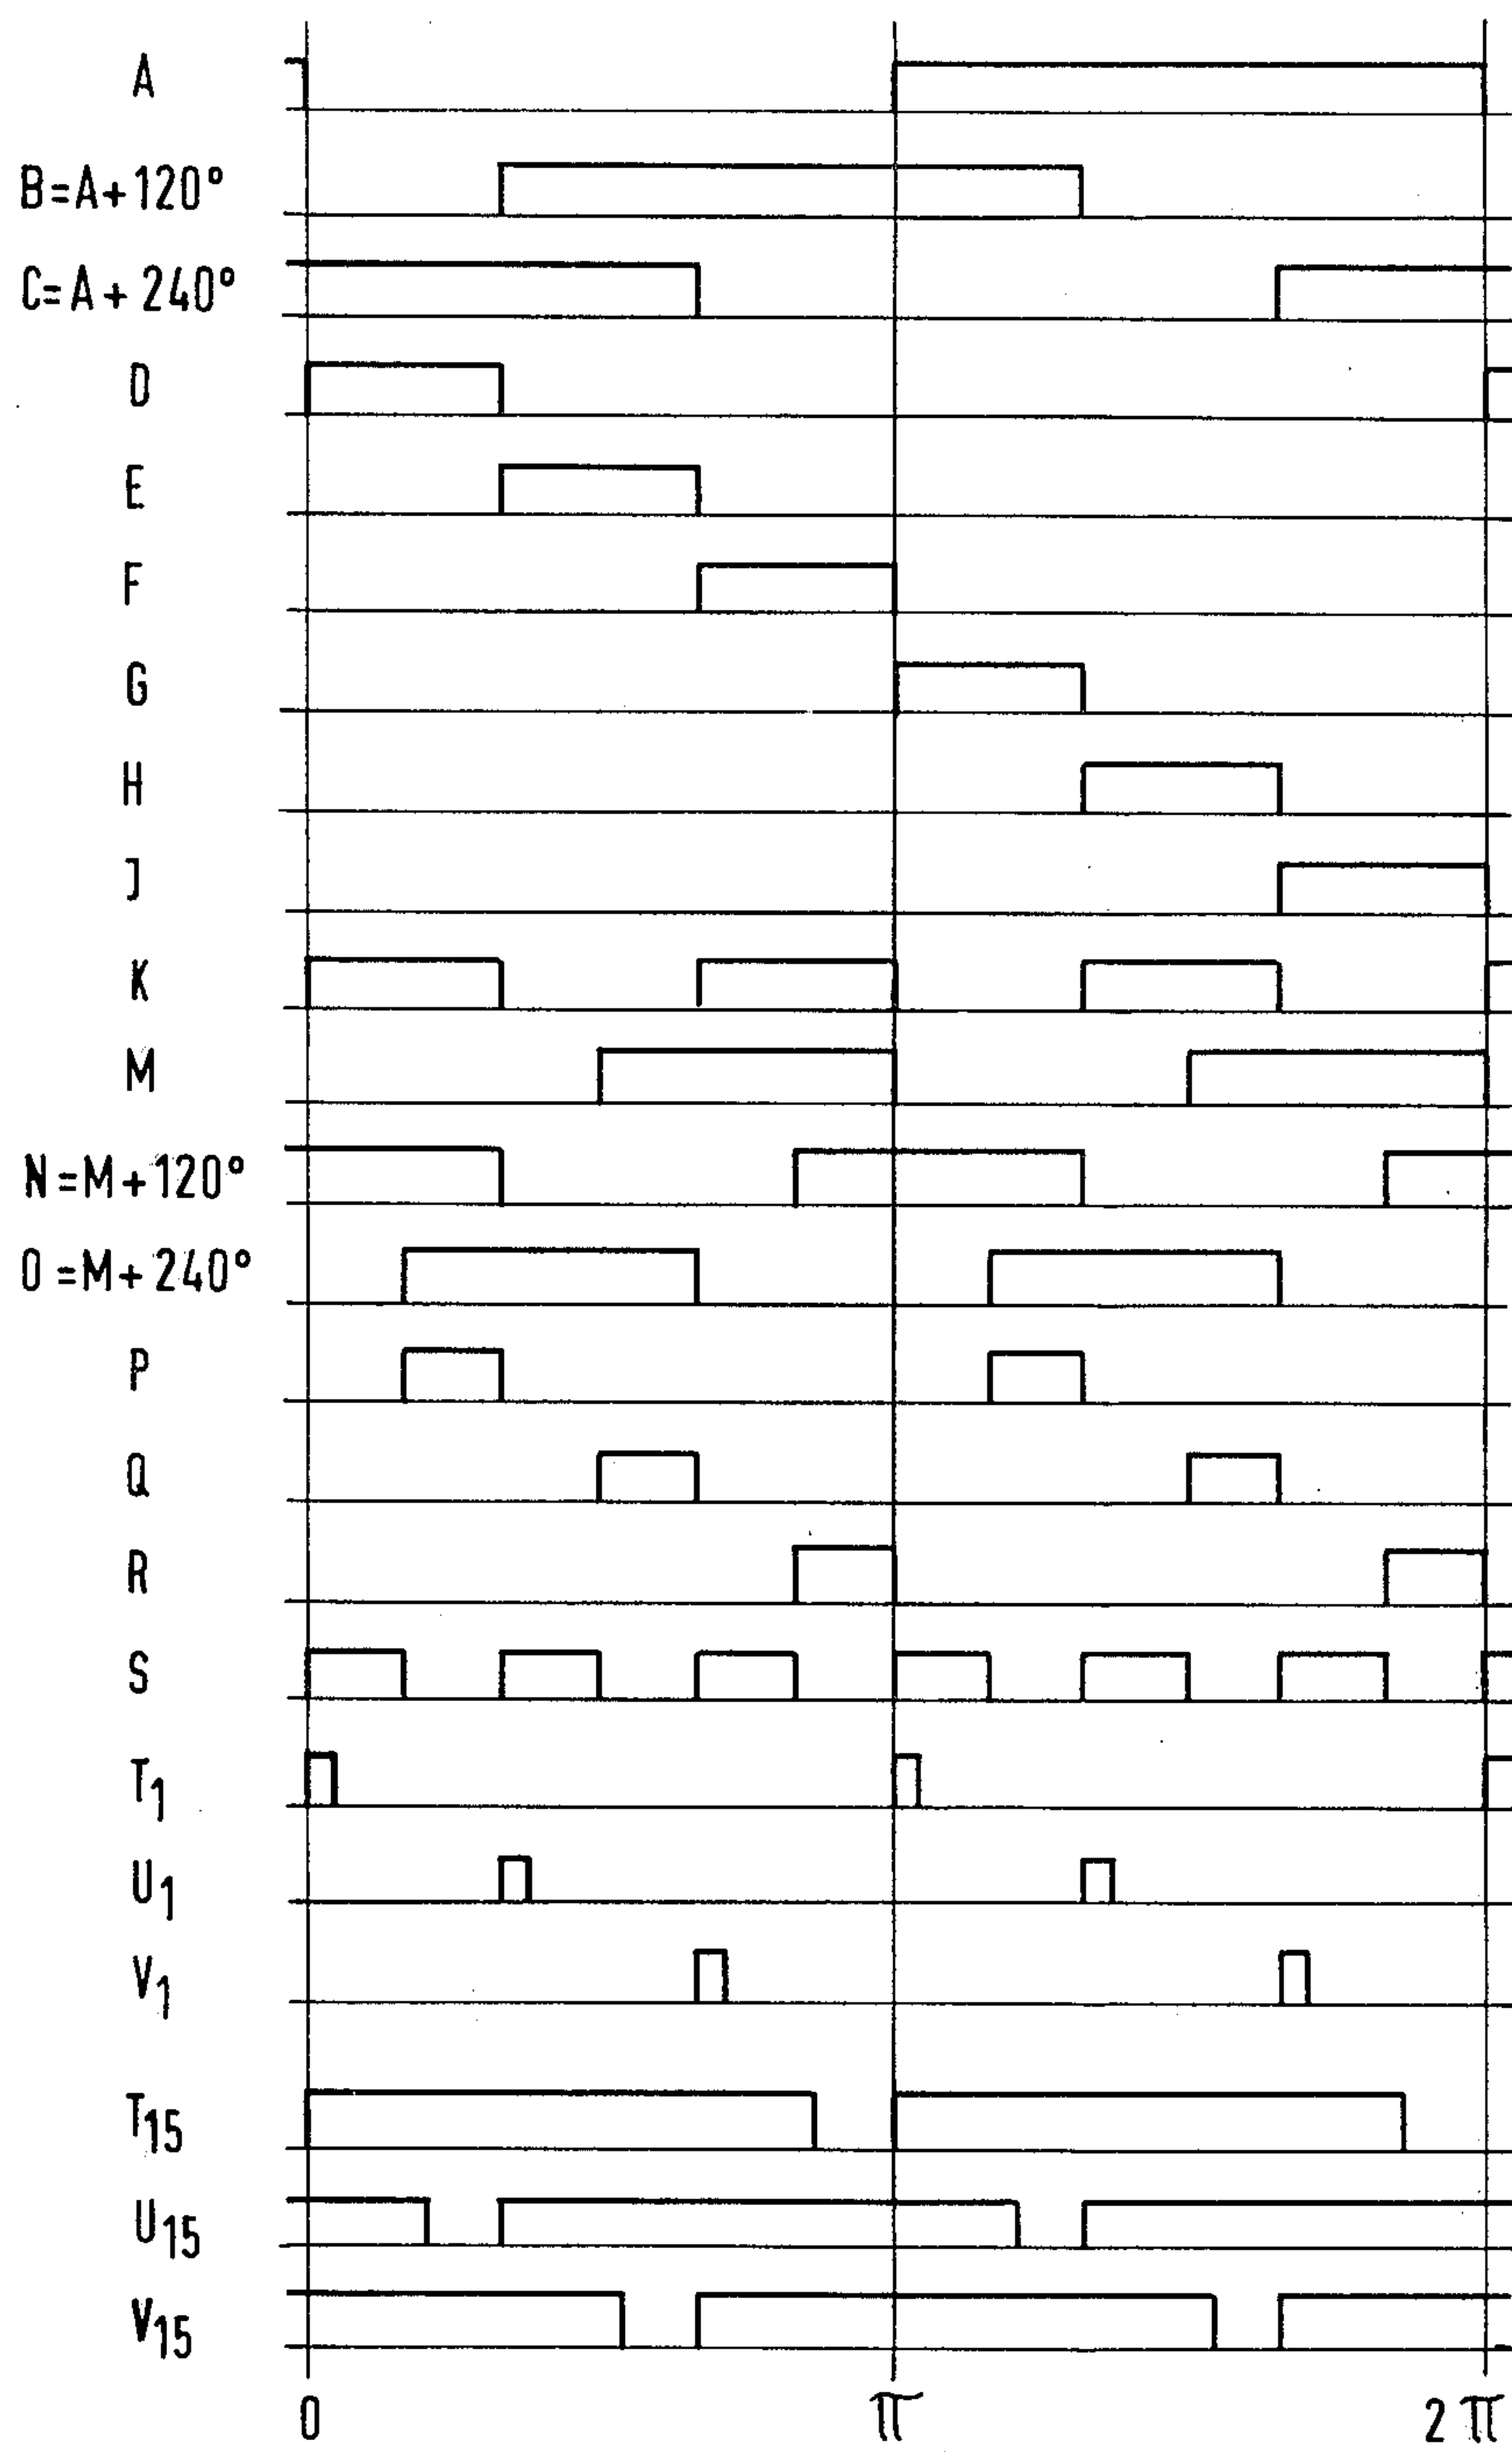 A
B=A+120°
C=A+240°
D
E
F
G
H
J
K
M
N=M+120°
O=M+240°
P
Q
R
S
T1
U1
V1
T15
U15
V15
0 π 2π